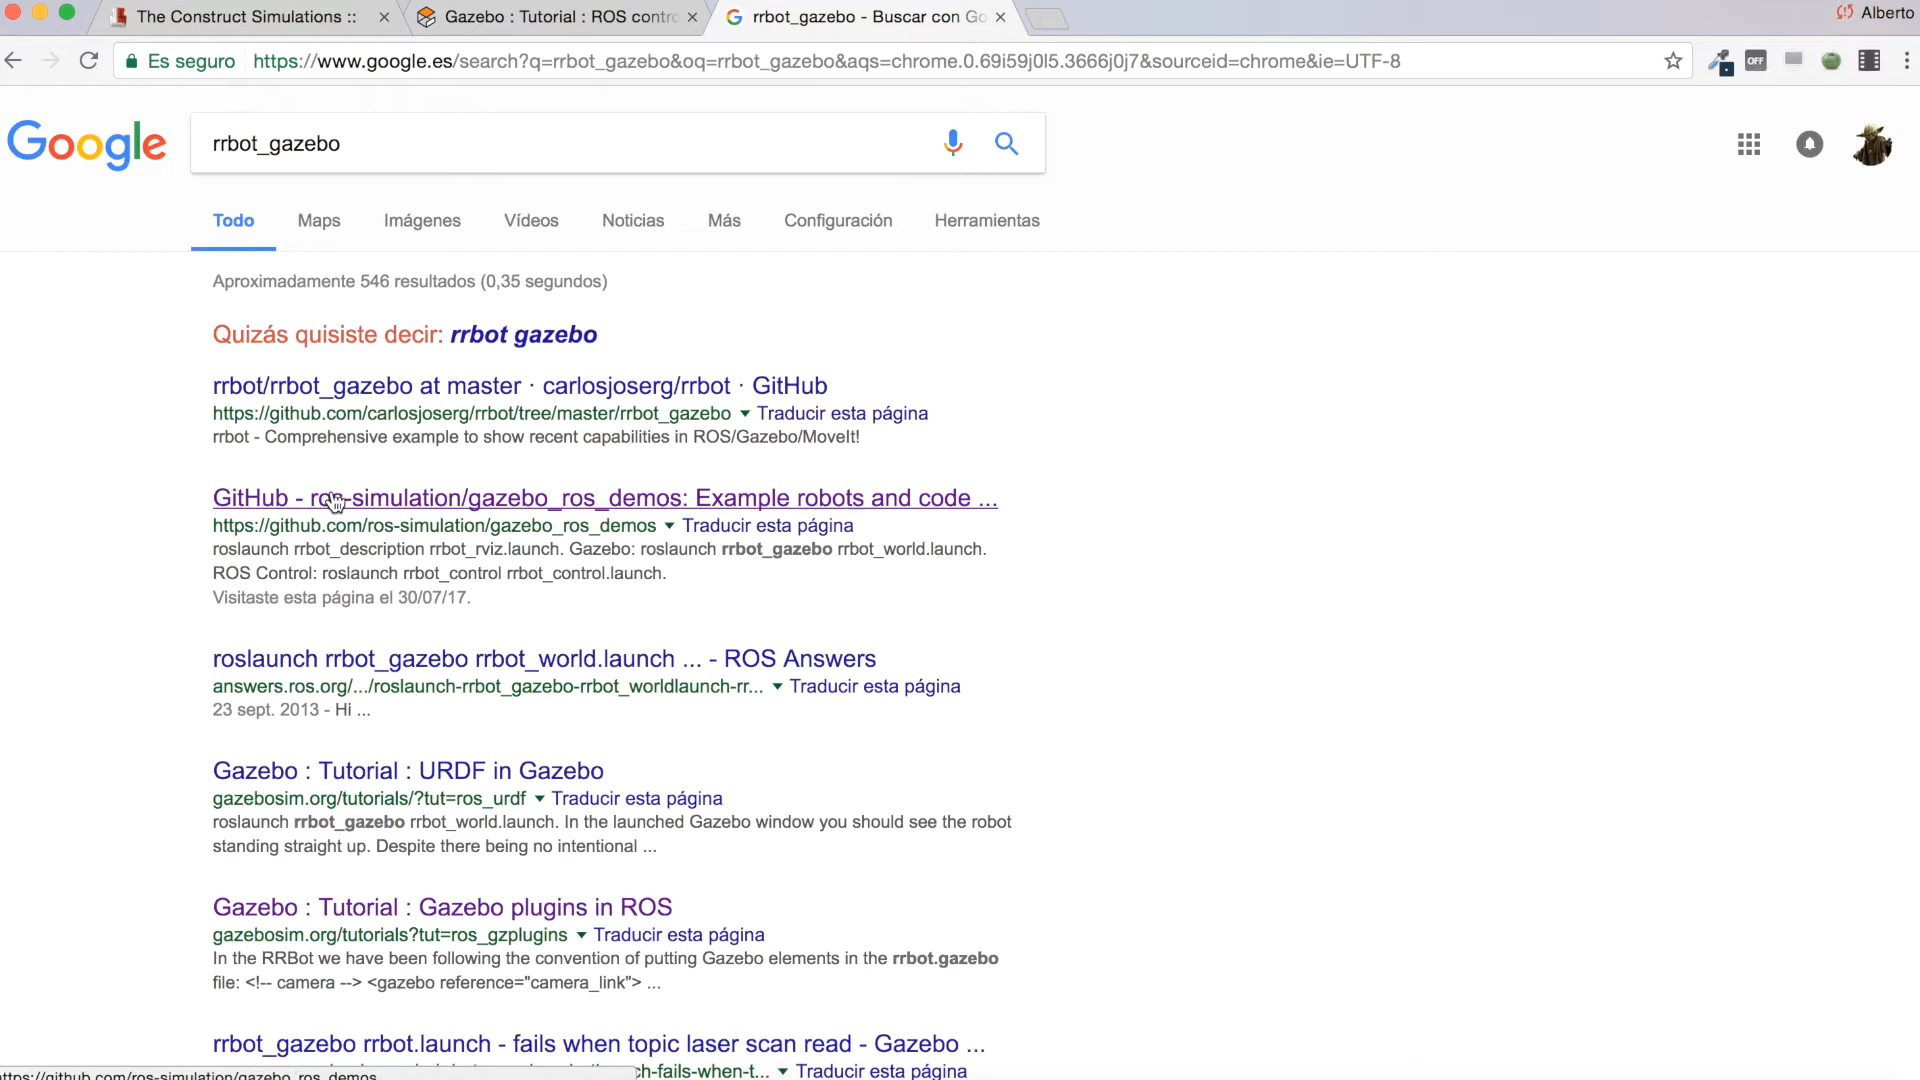 The Construct Simulations ::
Gazebo : Tutorial : ROS contro
rrbot_gazebo - Buscar con Go
Alberto
Es seguro
https://www.google.es/search?q=rrbot_gazebo&oq=rrbot_gazebo&aqs=chrome.0.69i59j0l5.3666j0j7&sourceid=chrome&ie=UTF-8
OFF
Google
rrbot_gazebo
Todo
Maps
Imágenes
Vídeos
Noticias
Más
Configuración
Herramientas
Aproximadamente 546 resultados (0,35 segundos)
Quizás quisiste decir: rrbot gazebo
rrbot/rrbot_gazebo at master · carlosjoserg/rrbot · GitHub
https://github.com/carlosjoserg/rrbot/tree/master/rrbot_gazebo Traducir esta página
rrbot - Comprehensive example to show recent capabilities in ROS/Gazebo/MoveIt!
GitHub - ros-simulation/gazebo_ros_demos: Example robots and code ...
https://github.com/ros-simulation/gazebo_ros_demos Traducir esta página
roslaunch rrbot_description rrbot_rviz.launch. Gazebo: roslaunch rrbot_gazebo rrbot_world.launch.
ROS Control: roslaunch rrbot_control rrbot_control.launch.
Visitaste esta página el 30/07/17.
roslaunch rrbot_gazebo rrbot_world.launch ... - ROS Answers
answers.ros.org/.../roslaunch-rrbot_gazebo-rrbot_worldlaunch-rr... Traducir esta página
23 sept. 2013 - Hi ...
Gazebo : Tutorial : URDF in Gazebo
gazebosim.org/tutorials/?tut=ros_urdf Traducir esta página
roslaunch rrbot_gazebo rrbot_world.launch. In the launched Gazebo window you should see the robot
standing straight up. Despite there being no intentional ...
Gazebo : Tutorial : Gazebo plugins in ROS
gazebosim.org/tutorials?tut=ros_gzplugins Traducir esta página
In the RRBot we have been following the convention of putting Gazebo elements in the rrbot.gazebo
file: <!-- camera --> <gazebo reference="camera_link"> ...
rrbot_gazebo rrbot.launch - fails when topic laser scan read - Gazebo ...
ch-fails-when-t... Traducir esta página
ttps://github.com/ros-simulation/gazebo_ros_demos